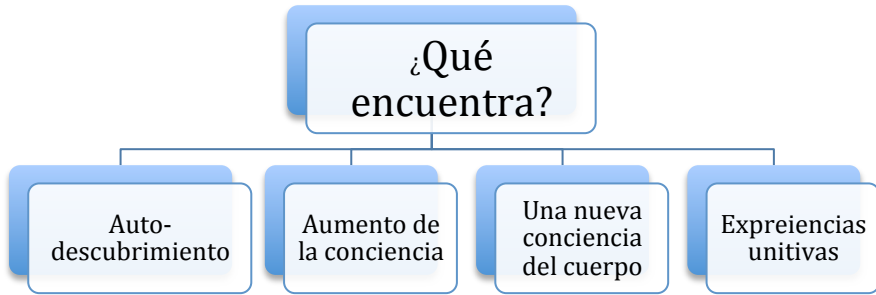 ¿Qué
encuentra?
Auto-
descubrimiento
Aumento de
la conciencia
Una nueva
conciencia
del cuerpo
Expreiencias
unitivas